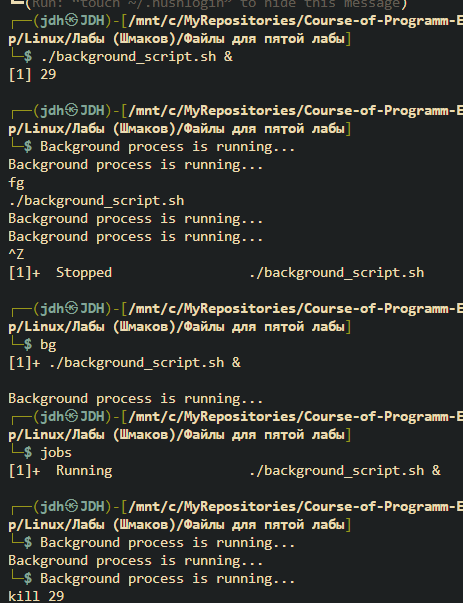 └─(Run: "touch ~/.hushlogin" to hide this message)
┌──(jdh㉿JDH)-[/mnt/c/MyRepositories/Course-of-Programm-E
p/Linux/Лабы (Шмаков)/Файлы для пятой лабы]
└─$ ./background_script.sh &
[1] 29
┌──(jdh㉿JDH)-[/mnt/c/MyRepositories/Course-of-Programm-E
p/Linux/Лабы (Шмаков)/Файлы для пятой лабы]
└─$ Background process is running...
Background process is running...
fg
./background_script.sh
Background process is running...
Background process is running...
^Z
[1]+  Stopped                 ./background_script.sh
┌──(jdh㉿JDH)-[/mnt/c/MyRepositories/Course-of-Programm-E
p/Linux/Лабы (Шмаков)/Файлы для пятой лабы]
└─$ bg
[1]+ ./background_script.sh &
Background process is running...
┌──(jdh㉿JDH)-[/mnt/c/MyRepositories/Course-of-Programm-E
p/Linux/Лабы (Шмаков)/Файлы для пятой лабы]
└─$ jobs
[1]+  Running                 ./background_script.sh &
┌──(jdh㉿JDH)-[/mnt/c/MyRepositories/Course-of-Programm-E
p/Linux/Лабы (Шмаков)/Файлы для пятой лабы]
└─$ Background process is running...
Background process is running...
└─$ Background process is running...
kill 29